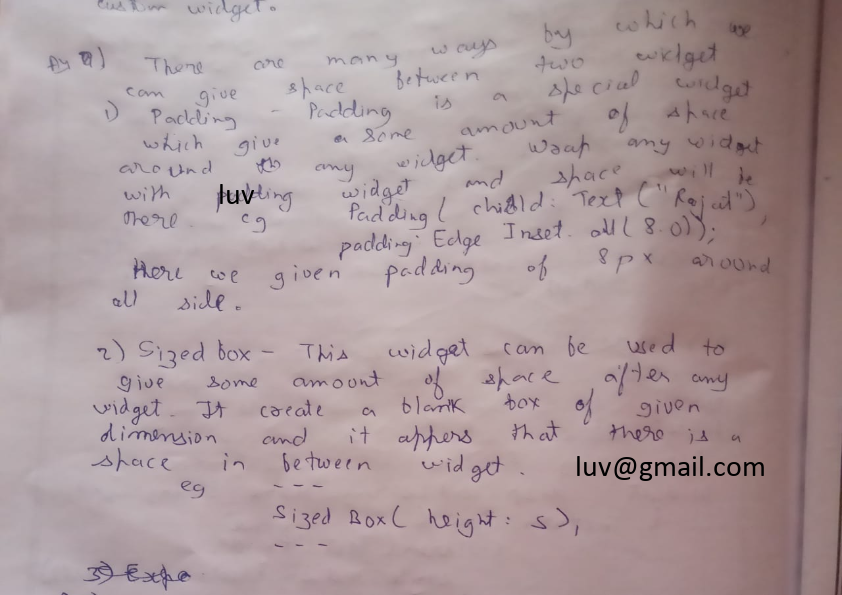 custom widget.
a) There are many ways by which we
can give space between two widget
1) Padding - Padding is a special widget
which give a some amount of space
around any widget. Wrap any widget
with luv padding widget and space will be
there. eg Padding( child: Text ("Rajat"),
padding: Edge Inset. all( 8.0));
Here we given padding of 8px around
all side.
2) Sized box - This widget can be used to
give some amount of space after any
widget. It create a blank box of given
dimension and it appers that there is a
space in between widget. luv@gmail.com
eg - - -
Sized Box( height: 5),
- - -
3) Expa